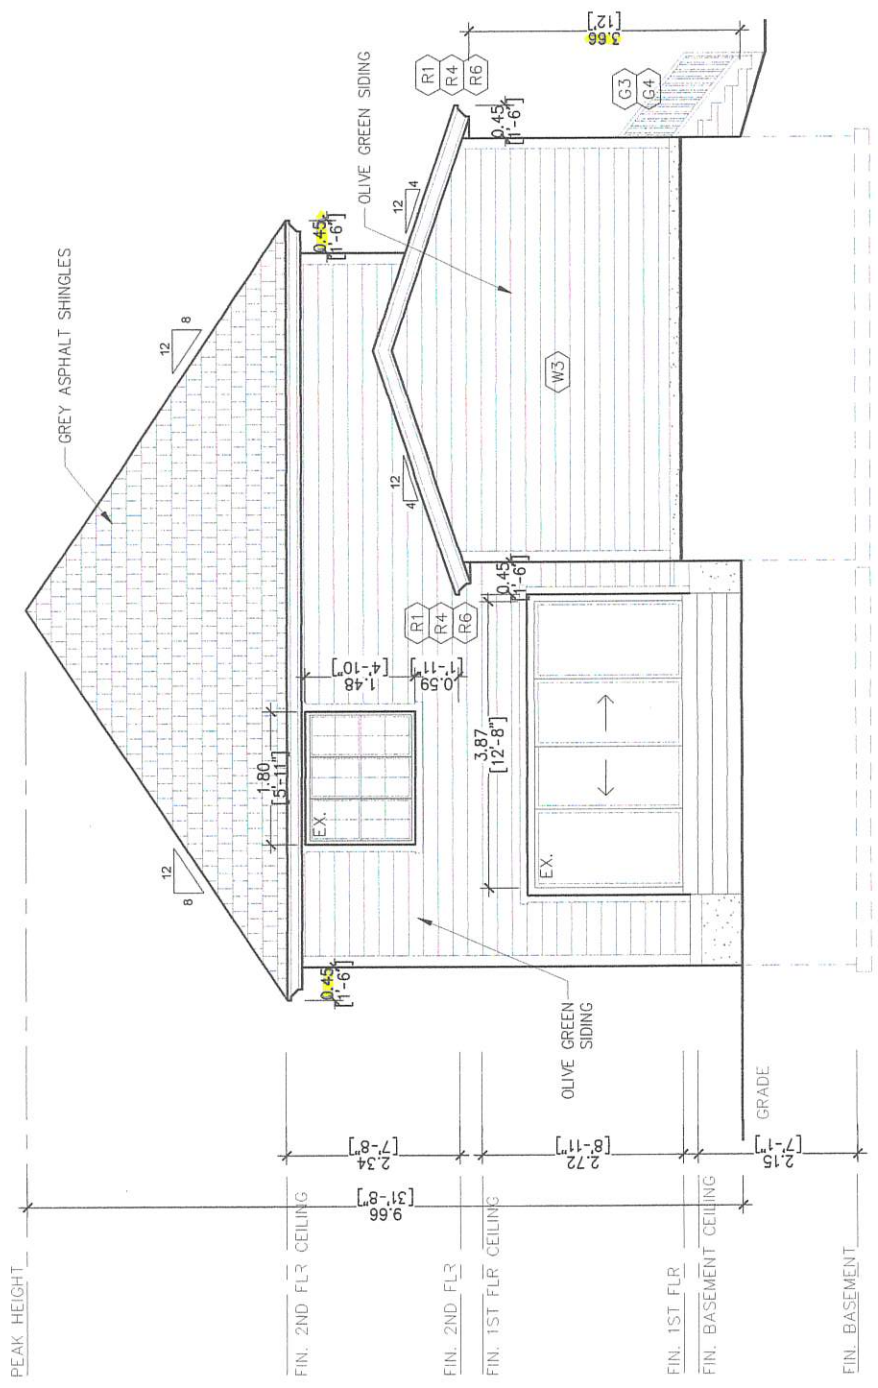 PEAK HEIGHT
FIN. 2ND FLR CEILING
FIN. 2ND FLR
FIN. 1ST FLR CEILING
FIN. 1ST FLR
FIN. BASEMENT CEILING
FIN. BASEMENT
9.66
[31'-8"]
2.34
[7'-8"]
2.72
[8'-11"]
2.15
[7'-1"]
GRADE
OLIVE GREEN
SIDING
0.45
[1'-6"]
12
8
1.80
[5'-11"]
EX.
1.48
[4'-10"]
0.59
[1'-11"]
3.87
[12'-8"]
EX.
R1
R4
R6
0.45
[1'-6"]
12
4
GREY ASPHALT SHINGLES
12
8
0.45
[1'-6"]
W3
12
4
OLIVE GREEN SIDING
R1
R4
R6
0.45
[1'-6"]
G3
G4
3.66
[12']